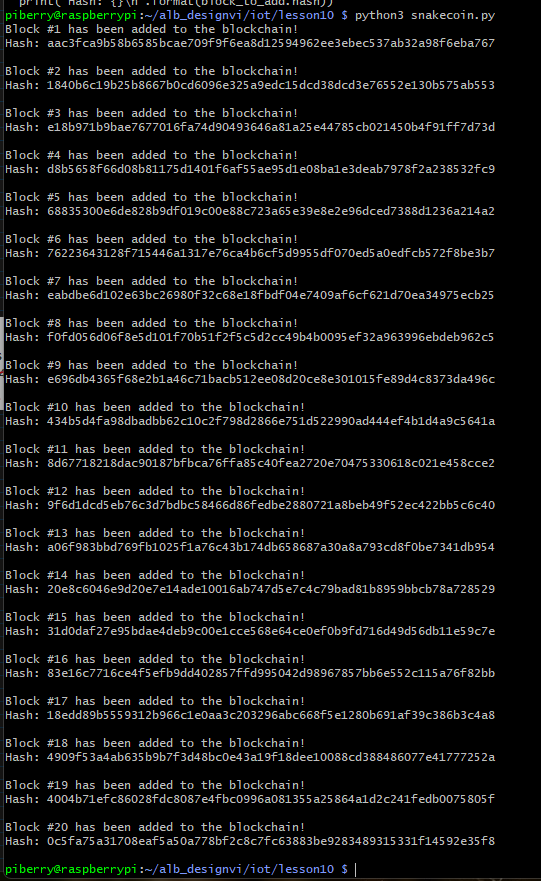 print( Hash: {}\n .format(block_to_add.hash))
piberry@raspberrypi:~/alb_designvi/iot/lesson10 $ python3 snakecoin.py
Block #1 has been added to the blockchain!
Hash: aac3fca9b58b6585bcae709f9f6ea8d12594962ee3ebec537ab32a98f6eba767
Block #2 has been added to the blockchain!
Hash: 1840b6c19b25b8667b0cd6096e325a9edc15dcd38dcd3e76552e130b575ab553
Block #3 has been added to the blockchain!
Hash: e18b971b9bae7677016fa74d90493646a81a25e44785cb021450b4f91ff7d73d
Block #4 has been added to the blockchain!
Hash: d8b5658f66d08b81175d1401f6af55ae95d1e08ba1e3deab7978f2a238532fc9
Block #5 has been added to the blockchain!
Hash: 68835300e6de828b9df019c00e88c723a65e39e8e2e96dced7388d1236a214a2
Block #6 has been added to the blockchain!
Hash: 76223643128f715446a1317e76ca4b6cf5d9955df070ed5a0edfcb572f8be3b7
Block #7 has been added to the blockchain!
Hash: eabdbe6d102e63bc26980f32c68e18fbdf04e7409af6cf621d70ea34975ecb25
Block #8 has been added to the blockchain!
Hash: f0fd056d06f8e5d101f70b51f2f5c5d2cc49b4b0095ef32a963996ebdeb962c5
Block #9 has been added to the blockchain!
Hash: e696db4365f68e2b1a46c71bacb512ee08d20ce8e301015fe89d4c8373da496c
Block #10 has been added to the blockchain!
Hash: 434b5d4fa98dbadbb62c10c2f798d2866e751d522990ad444ef4b1d4a9c5641a
Block #11 has been added to the blockchain!
Hash: 8d67718218dac90187bfbca76ffa85c40fea2720e70475330618c021e458cce2
Block #12 has been added to the blockchain!
Hash: 9f6d1dcd5eb76c3d7bdbc58466d86fedbe2880721a8beb49f52ec422bb5c6c40
Block #13 has been added to the blockchain!
Hash: a06f983bbd769fb1025f1a76c43b174db658687a30a8a793cd8f0be7341db954
Block #14 has been added to the blockchain!
Hash: 20e8c6046e9d20e7e14ade10016ab747d5e7c4c79bad81b8959bbcb78a728529
Block #15 has been added to the blockchain!
Hash: 31d0daf27e95bdae4deb9c00e1cce568e64ce0ef0b9fd716d49d56db11e59c7e
Block #16 has been added to the blockchain!
Hash: 83e16c7716ce4f5efb9dd402857ffd995042d98967857bb6e552c115a76f82bb
Block #17 has been added to the blockchain!
Hash: 18edd89b5559312b966c1e0aa3c203296abc668f5e1280b691af39c386b3c4a8
Block #18 has been added to the blockchain!
Hash: 4909f53a4ab635b9b7f3d48bc0e43a19f18dee10088cd388486077e41777252a
Block #19 has been added to the blockchain!
Hash: 4004b71efc86028fdc8087e4fbc0996a081355a25864a1d2c241fedb0075805f
Block #20 has been added to the blockchain!
Hash: 0c5fa75a31708eaf5a50a778bf2c8c7fc63883be9283489315331f14592e35f8
piberry@raspberrypi:~/alb_designvi/iot/lesson10 $